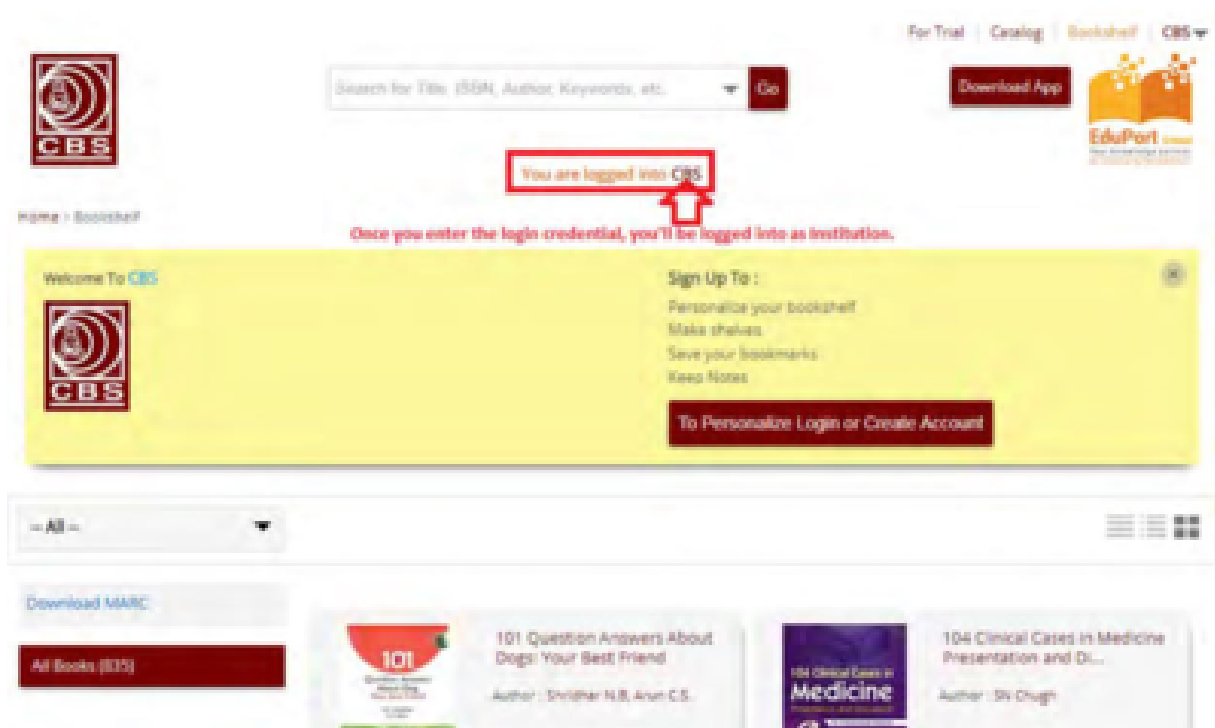 For Trial Catalog Bookshelf CBS
CBS
Search for Title, ISBN, Author, Keywords, etc. Go
Download App
EduPort
You are logged into CBS
Home > Bookshelf
Once you enter the login credential, you'll be logged into as Institution.
Welcome To CBS
CBS
Sign Up To :
Personalize your bookshelf
Make shelves
Save your bookmarks
Keep Notes
To Personalize Login or Create Account
-- All --
Download MARC
All Books (835)
101
101 Question Answers About
Dogs: Your Best Friend
Author : Shridhar N.B, Arun C.S.
104 Clinical Cases in
Medicine
104 Clinical Cases in Medicine
Presentation and Di...
Author : SN Chugh